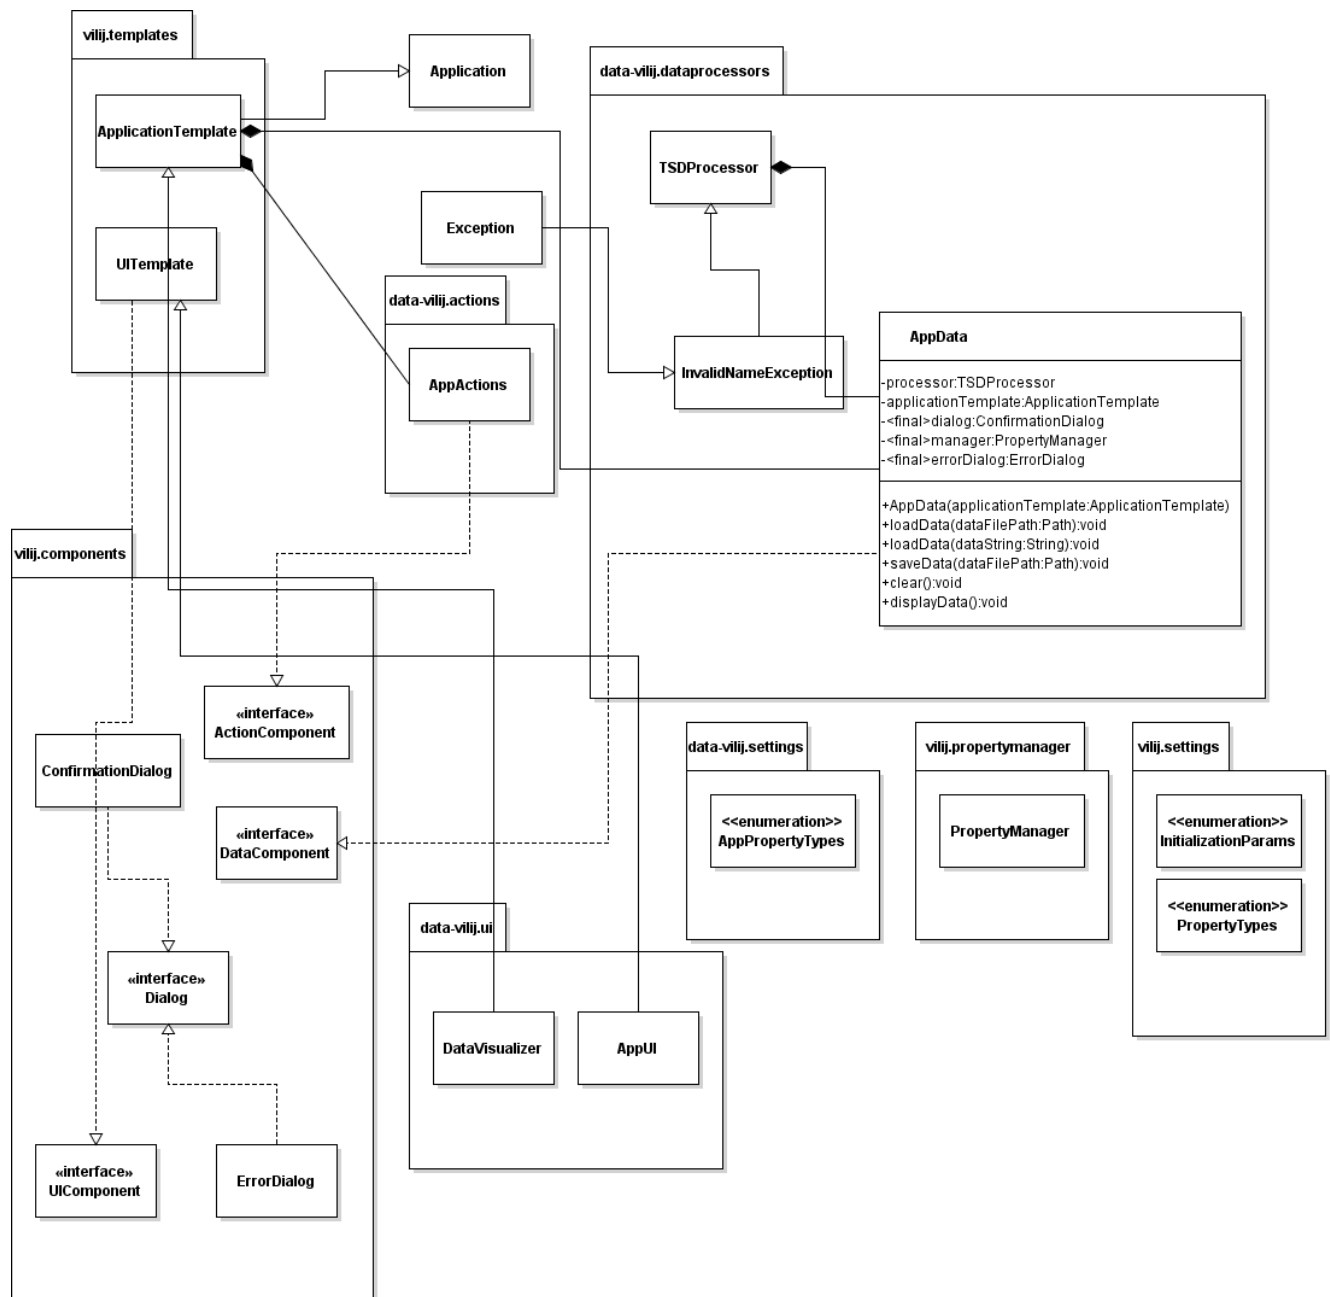 vilij.templates
Application
ApplicationTemplate
UITemplate
Exception
data-vilij.actions
AppActions
data-vilij.dataprocessors
TSDProcessor
InvalidNameException
AppData
-processor:TSDProcessor
-applicationTemplate:ApplicationTemplate
-<final>dialog:ConfirmationDialog
-<final>manager:PropertyManager
-<final>errorDialog:ErrorDialog
+AppData(applicationTemplate:ApplicationTemplate)
+loadData(dataFilePath:Path):void
+loadData(dataString:String):void
+saveData(dataFilePath:Path):void
+clear():void
+displayData():void
vilij.components
«interface»
ActionComponent
ConfirmationDialog
«interface»
DataComponent
«interface»
Dialog
«interface»
UIComponent
ErrorDialog
data-vilij.ui
DataVisualizer
AppUI
data-vilij.settings
<<enumeration>>
AppPropertyTypes
vilij.propertymanager
PropertyManager
vilij.settings
<<enumeration>>
InitializationParams
<<enumeration>>
PropertyTypes